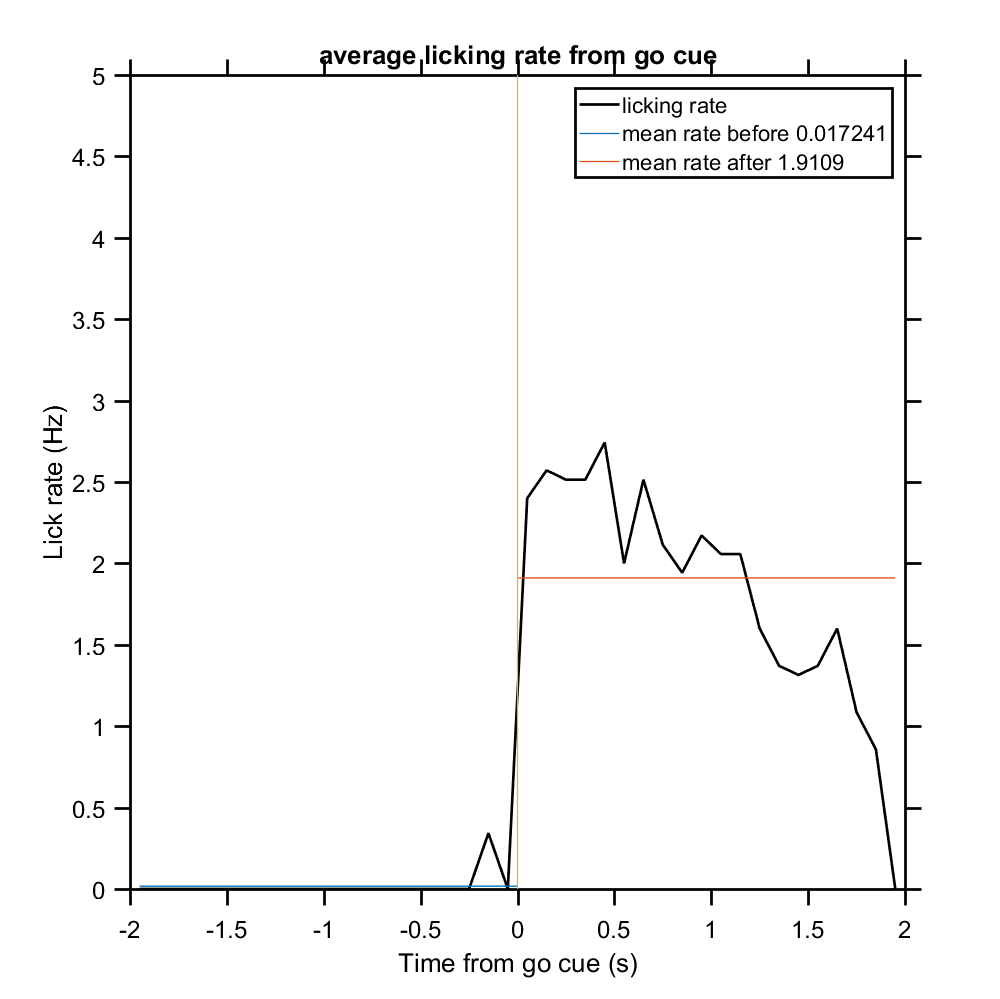 average licking rate from go cue
licking rate
mean rate before 0.017241
mean rate after 1.9109
5
4.5
4
3.5
3
2.5
2
1.5
1
0.5
0
Lick rate (Hz)
-2 -1.5 -1 -0.5 0 0.5 1 1.5 2
Time from go cue (s)